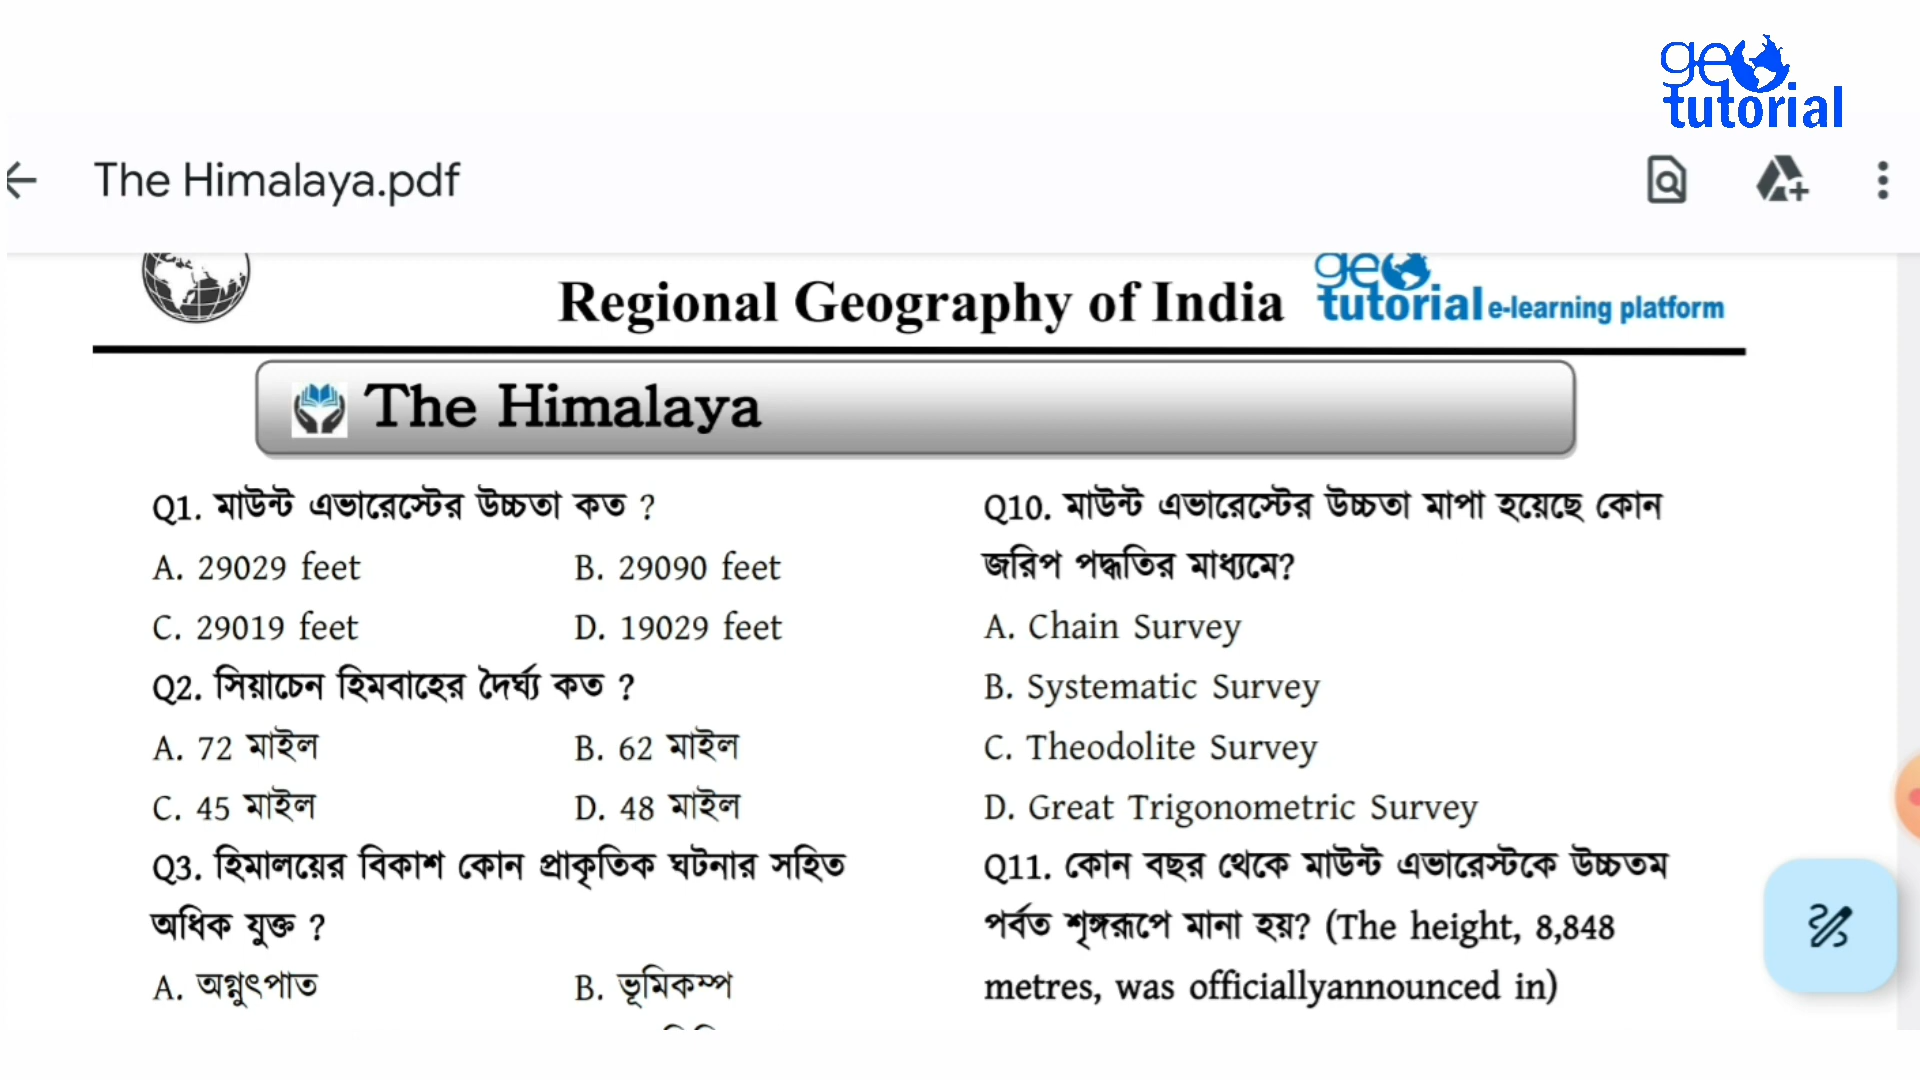 geo
tutorial
The Himalaya.pdf
Regional Geography of India
geo
tutorial e-learning platform
The Himalaya
Q1. মাউন্ট এভারেস্টের উচ্চতা কত ?
A. 29029 feet B. 29090 feet
C. 29019 feet D. 19029 feet
Q2. সিয়াচেন হিমবাহের দৈর্ঘ্য কত ?
A. 72 মাইল B. 62 মাইল
C. 45 মাইল D. 48 মাইল
Q3. হিমালয়ের বিকাশ কোন প্রাকৃতিক ঘটনার সহিত
অধিক যুক্ত ?
A. অগ্নুৎপাত B. ভূমিকম্প
Q10. মাউন্ট এভারেস্টের উচ্চতা মাপা হয়েছে কোন
জরিপ পদ্ধতির মাধ্যমে?
A. Chain Survey
B. Systematic Survey
C. Theodolite Survey
D. Great Trigonometric Survey
Q11. কোন বছর থেকে মাউন্ট এভারেস্টকে উচ্চতম
পর্বত শৃঙ্গরূপে মানা হয়? (The height, 8,848
metres, was officiallyannounced in)